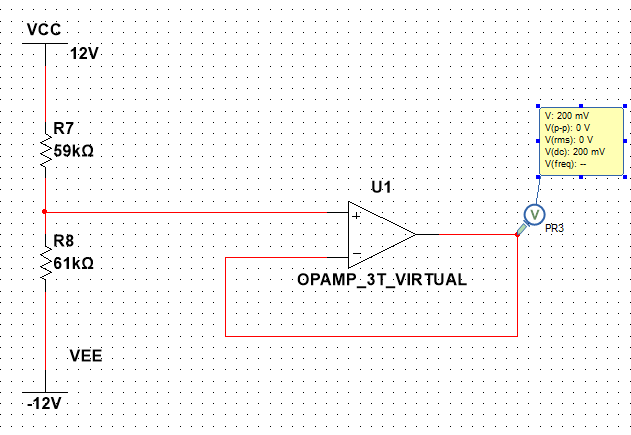 VCC
12V
R7
59kΩ
V: 200 mV
V(p-p): 0 V
V(rms): 0 V
V(dc): 200 mV
V(freq): --
U1
+
−
V
PR3
R8
61kΩ
OPAMP_3T_VIRTUAL
VEE
-12V